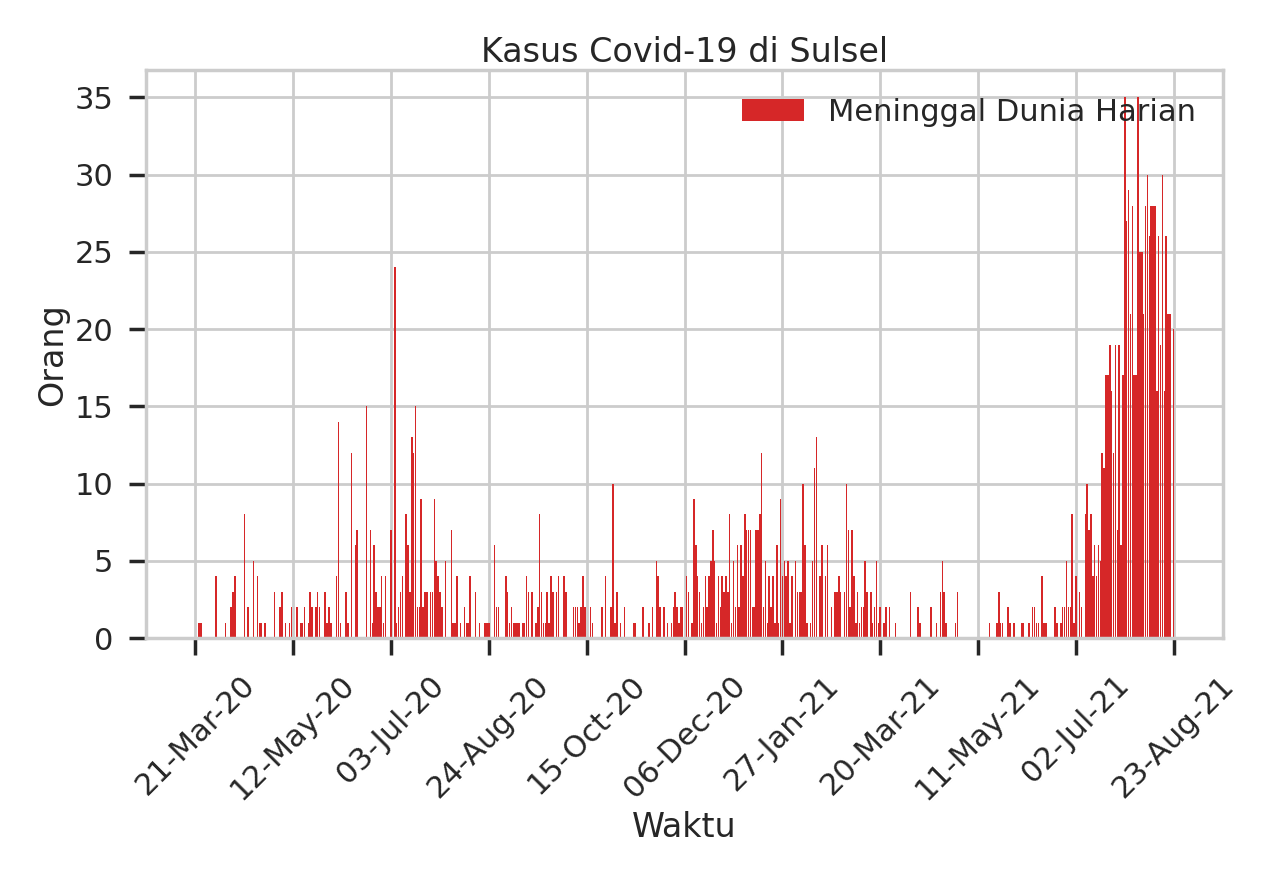 Kasus Covid-19 di Sulsel
Meninggal Dunia Harian
35
30
25
20
15
10
5
0
Orang
21-Mar-20
12-May-20
03-Jul-20
24-Aug-20
15-Oct-20
06-Dec-20
27-Jan-21
20-Mar-21
11-May-21
02-Jul-21
23-Aug-21
Waktu